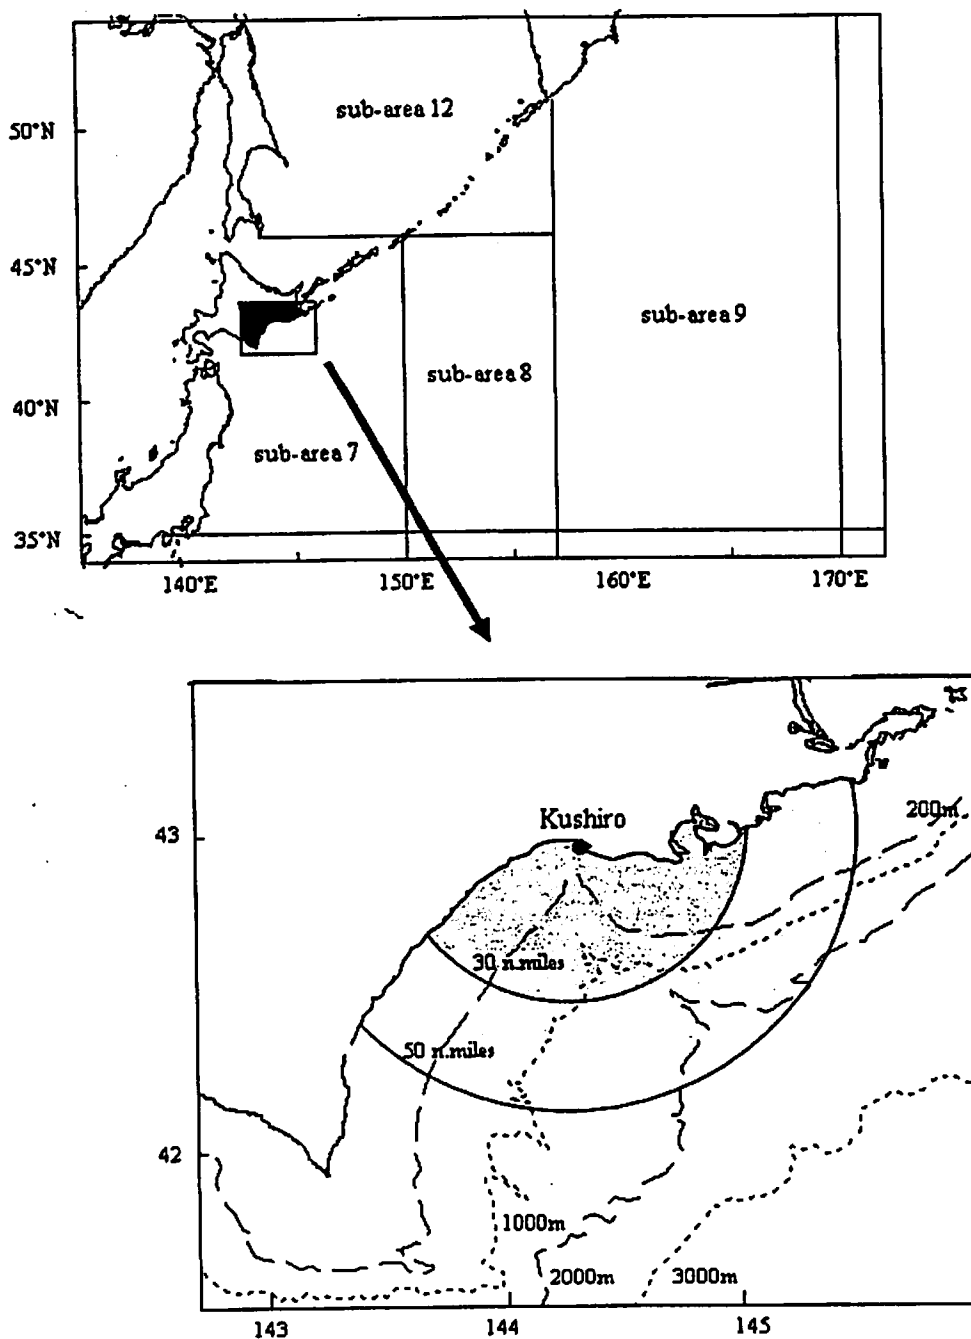 50°N
sub-area 12
45°N
sub-area 9
sub-area 8
40°N
sub-area 7
35°N
140°E
150°E
160°E
170°E
200m
Kushiro
43
30 n.miles
50 n.miles
42
1000m
2000m
3000m
143
144
145